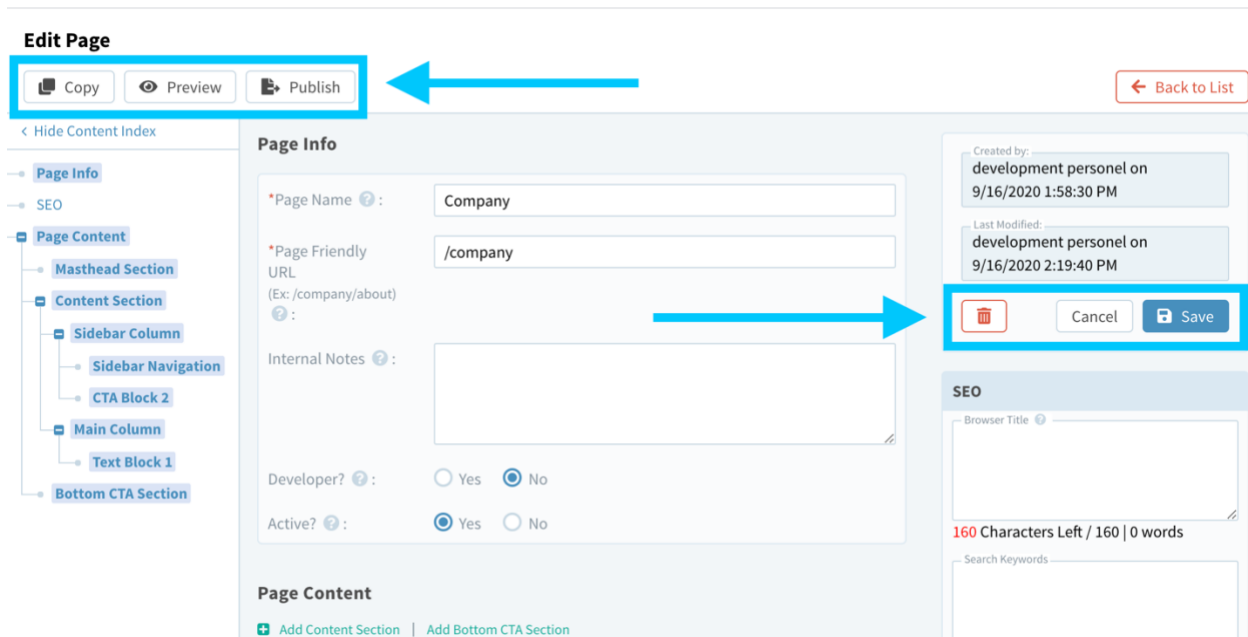 Edit Page
Copy
Preview
Publish
Back to List
Hide Content Index
Page Info
SEO
Page Content
Masthead Section
Content Section
Sidebar Column
Sidebar Navigation
CTA Block 2
Main Column
Text Block 1
Bottom CTA Section
Page Info
*Page Name ? :
Company
*Page Friendly
URL
(Ex: /company/about)
? :
/company
Internal Notes ? :
Developer? ? :
Yes
No
Active? ? :
Yes
No
Page Content
Add Content Section | Add Bottom CTA Section
Created by:
development personel on
9/16/2020 1:58:30 PM
Last Modified:
development personel on
9/16/2020 2:19:40 PM
Cancel
Save
SEO
Browser Title ?
160 Characters Left / 160 | 0 words
Search Keywords